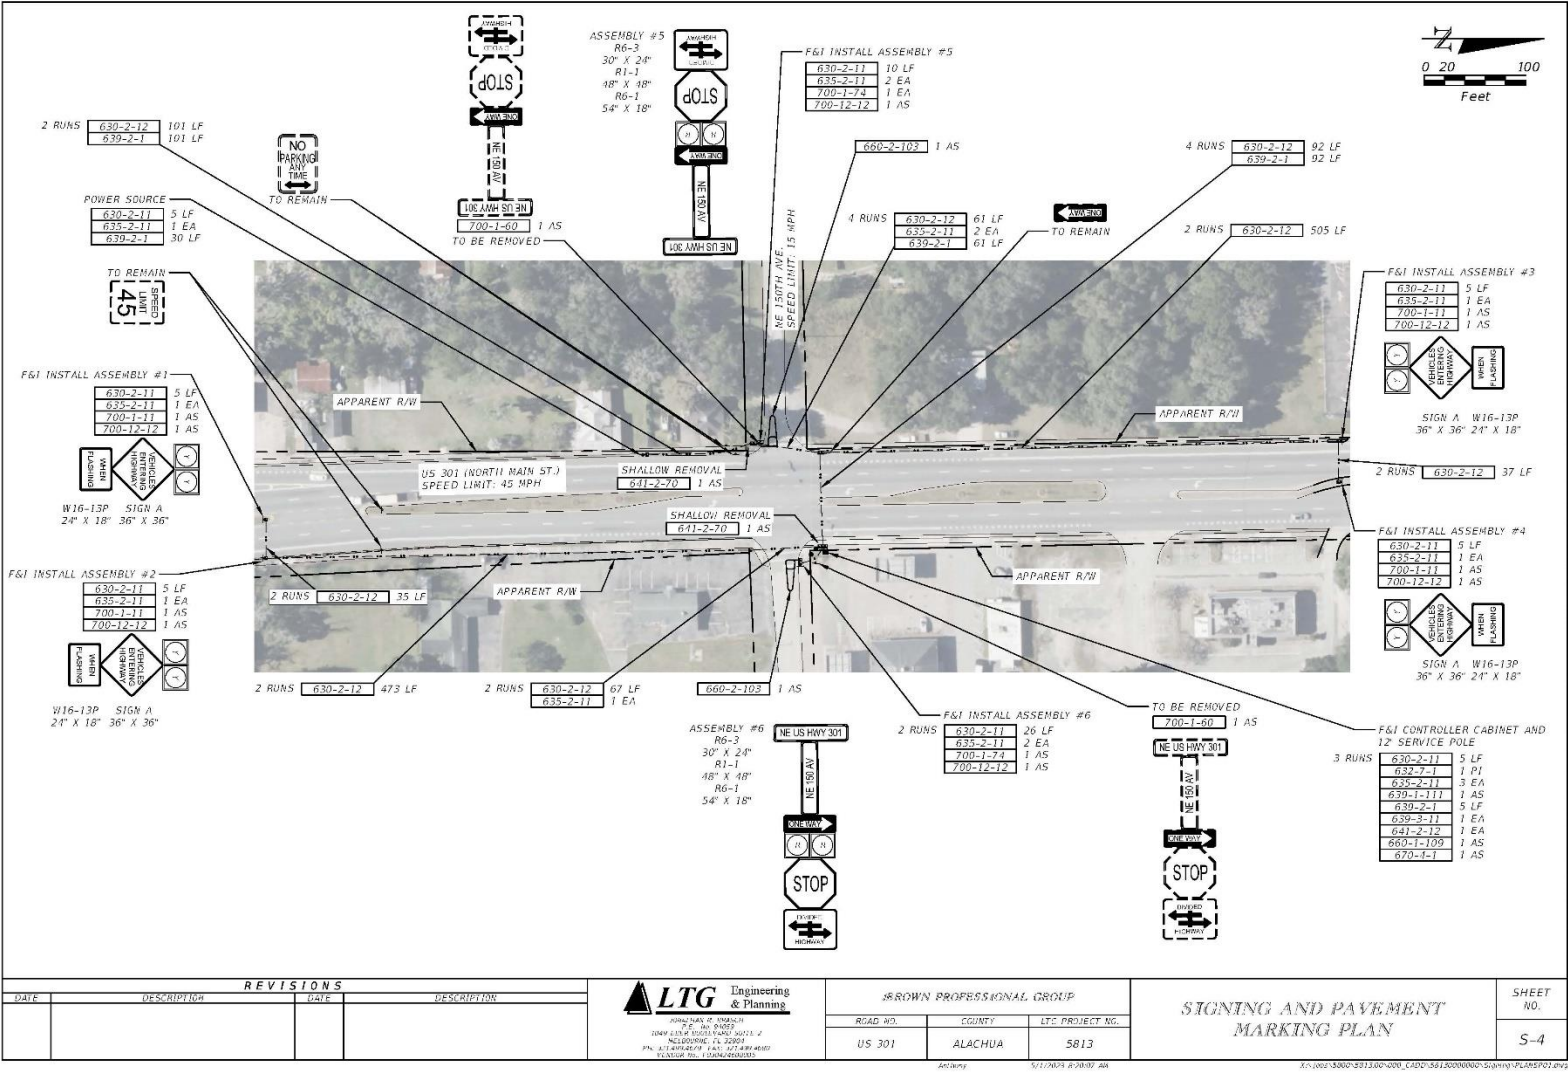 HIGHWAY
DIVIDED
STOP
ONE WAY
NE 150 AV
NE US HWY 301
700-1-60 1 AS
TO BE REMOVED
ASSEMBLY #5
R6-3
30" X 24"
R1-1
48" X 48"
R6-1
54" X 18"
HIGHWAY
DIVIDED
STOP
R R
ONE WAY
NE 150 AV
NE US HWY 301
F&I INSTALL ASSEMBLY #5
630-2-11 10 LF
635-2-11 2 EA
700-1-74 1 EA
700-12-12 1 AS
N
0 20 100
Feet
2 RUNS 630-2-12 101 LF
639-2-1 101 LF
NO
PARKING
ANY
TIME
TO REMAIN
660-2-103 1 AS
4 RUNS 630-2-12 92 LF
639-2-1 92 LF
POWER SOURCE
630-2-11 5 LF
635-2-11 1 EA
639-2-1 30 LF
4 RUNS 630-2-12 61 LF
635-2-11 2 EA
639-2-1 61 LF
ONE WAY
TO REMAIN
2 RUNS 630-2-12 505 LF
TO REMAIN
SPEED
LIMIT
45
NE 150TH AVE.
SPEED LIMIT: 15 MPH
F&I INSTALL ASSEMBLY #3
630-2-11 5 LF
635-2-11 1 EA
700-1-11 1 AS
700-12-12 1 AS
Y Y
VEHICLES
ENTERING
HIGHWAY
WHEN
FLASHING
SIGN A W16-13P
36" X 36" 24" X 18"
F&I INSTALL ASSEMBLY #1
630-2-11 5 LF
635-2-11 1 EA
700-1-11 1 AS
700-12-12 1 AS
WHEN
FLASHING
VEHICLES
ENTERING
HIGHWAY
Y Y
W16-13P SIGN A
24" X 18" 36" X 36"
APPARENT R/W
APPARENT R/W
US 301 (NORTH MAIN ST.)
SPEED LIMIT: 45 MPH
SHALLOW REMOVAL
641-2-70 1 AS
SHALLOW REMOVAL
641-2-70 1 AS
2 RUNS 630-2-12 37 LF
F&I INSTALL ASSEMBLY #4
630-2-11 5 LF
635-2-11 1 EA
700-1-11 1 AS
700-12-12 1 AS
Y Y
VEHICLES
ENTERING
HIGHWAY
WHEN
FLASHING
SIGN A W16-13P
36" X 36" 24" X 18"
F&I INSTALL ASSEMBLY #2
630-2-11 5 LF
635-2-11 1 EA
700-1-11 1 AS
700-12-12 1 AS
WHEN
FLASHING
VEHICLES
ENTERING
HIGHWAY
Y Y
W16-13P SIGN A
24" X 18" 36" X 36"
2 RUNS 630-2-12 35 LF
APPARENT R/W
APPARENT R/W
2 RUNS 630-2-12 473 LF
2 RUNS 630-2-12 67 LF
635-2-11 1 EA
660-2-103 1 AS
ASSEMBLY #6
R6-3
30" X 24"
R1-1
48" X 48"
R6-1
54" X 18"
NE US HWY 301
NE 150 AV
ONE WAY
R R
STOP
DIVIDED
HIGHWAY
F&I INSTALL ASSEMBLY #6
2 RUNS 630-2-11 26 LF
635-2-11 2 EA
700-1-74 1 AS
700-12-12 1 AS
TO BE REMOVED
700-1-60 1 AS
NE US HWY 301
NE 150 AV
ONE WAY
STOP
DIVIDED
HIGHWAY
F&I CONTROLLER CABINET AND
12' SERVICE POLE
3 RUNS 630-2-11 5 LF
632-7-1 1 PI
635-2-11 3 EA
639-1-111 1 AS
639-2-1 5 LF
639-3-11 1 EA
641-2-12 1 EA
660-1-109 1 AS
670-4-1 1 AS
REVISIONS
DATE DESCRIPTION DATE DESCRIPTION
LTG Engineering
& Planning
MELBOURNE, FL 32904
BROWN PROFESSIONAL GROUP
ROAD NO. COUNTY LTG PROJECT NO.
US 301 ALACHUA 5813
SIGNING AND PAVEMENT
MARKING PLAN
SHEET
NO.
S-4
Anthony 5/1/2023 8:20:07 AM